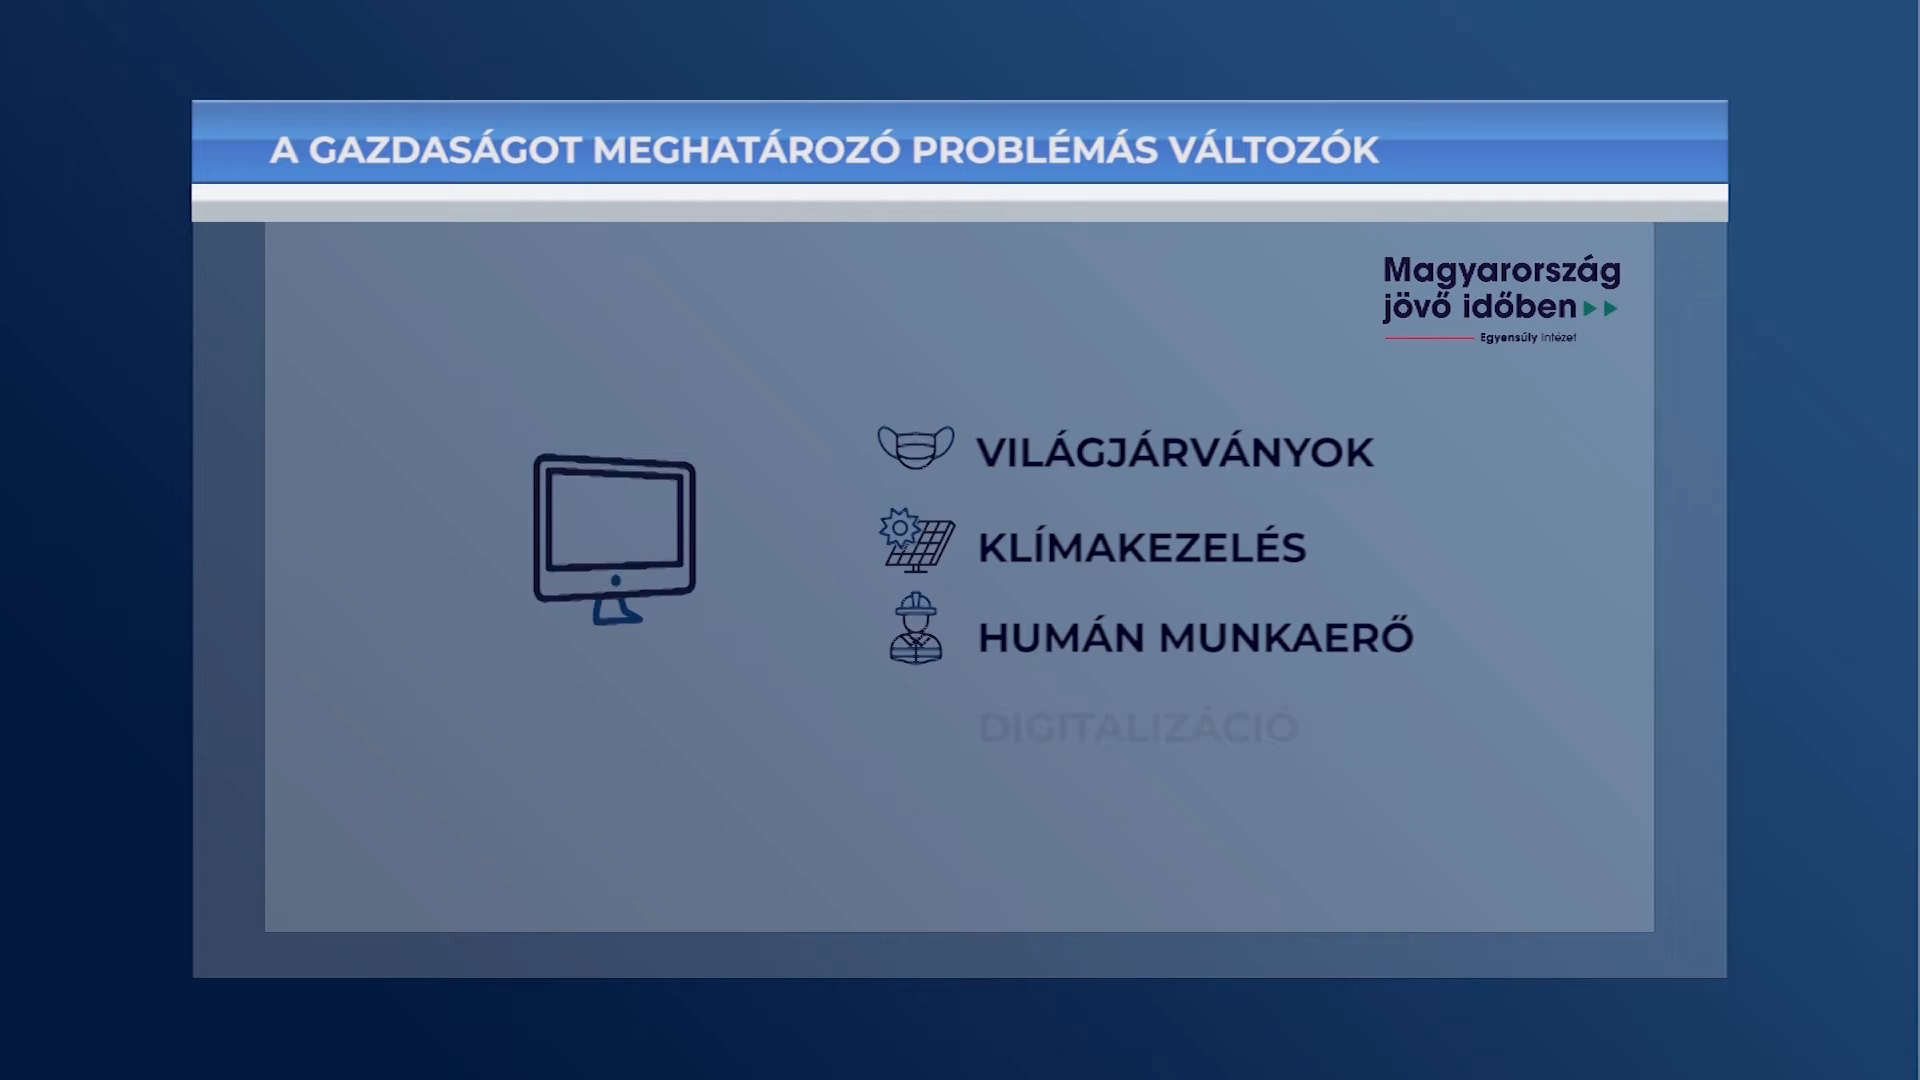 A GAZDASÁGOT MEGHATÁROZÓ PROBLÉMÁS VÁLTOZÓK
Magyarország
jövő időben
Egyensúly Intézet
VILÁGJÁRVÁNYOK
KLÍMAKEZELÉS
HUMÁN MUNKAERŐ
DIGITALIZÁCIÓ